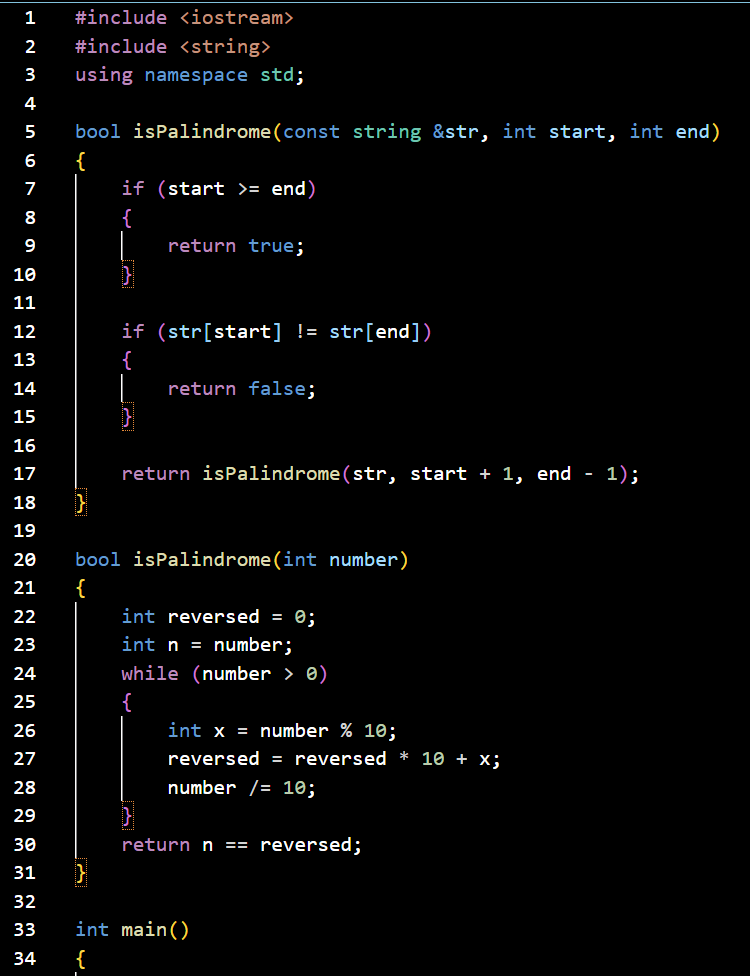 1 #include <iostream>
2 #include <string>
3 using namespace std;
4
5 bool isPalindrome(const string &str, int start, int end)
6 {
7     if (start >= end)
8     {
9         return true;
10     }
11
12     if (str[start] != str[end])
13     {
14         return false;
15     }
16
17     return isPalindrome(str, start + 1, end - 1);
18 }
19
20 bool isPalindrome(int number)
21 {
22     int reversed = 0;
23     int n = number;
24     while (number > 0)
25     {
26         int x = number % 10;
27         reversed = reversed * 10 + x;
28         number /= 10;
29     }
30     return n == reversed;
31 }
32
33 int main()
34 {